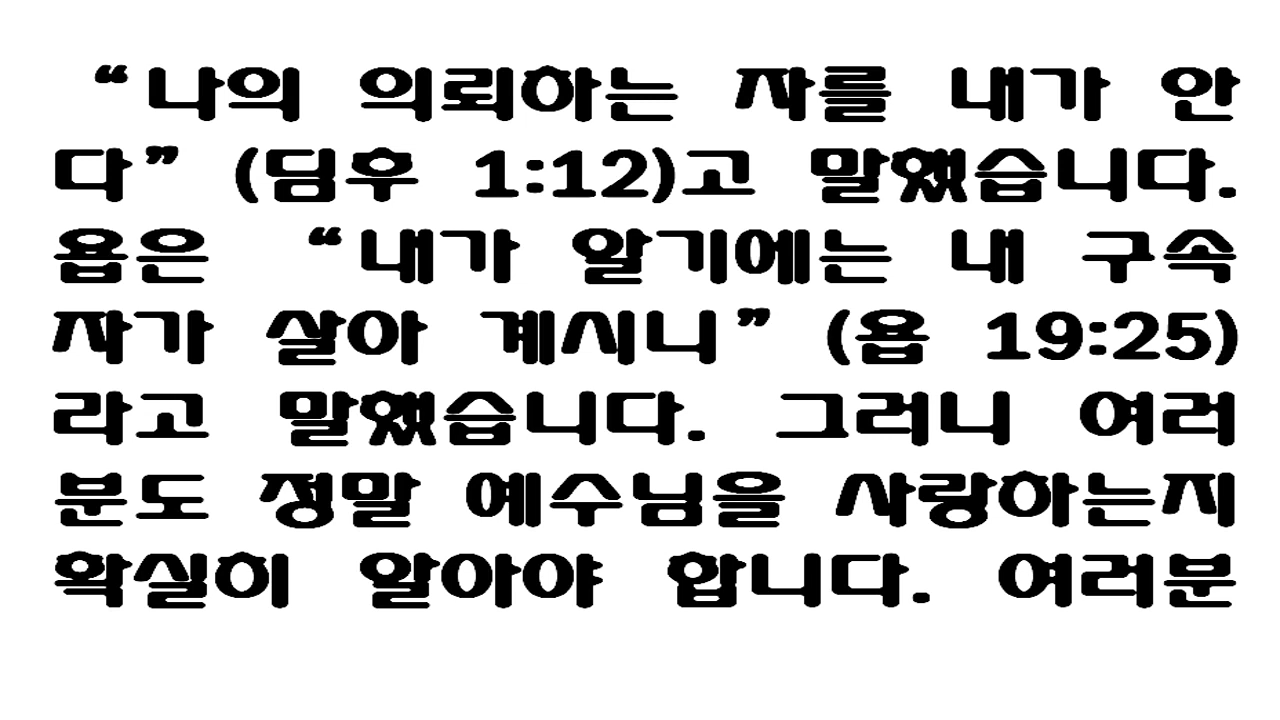 “나의 의뢰하는 자를 내가 안
다” (딤후 1:12)고 말했습니다.
욥은 “내가 알기에는 내 구속
자가 살아 계시니” (욥 19:25)
라고 말했습니다. 그러니 여러
분도 정말 예수님을 사랑하는지
확실히 알아야 합니다. 여러분